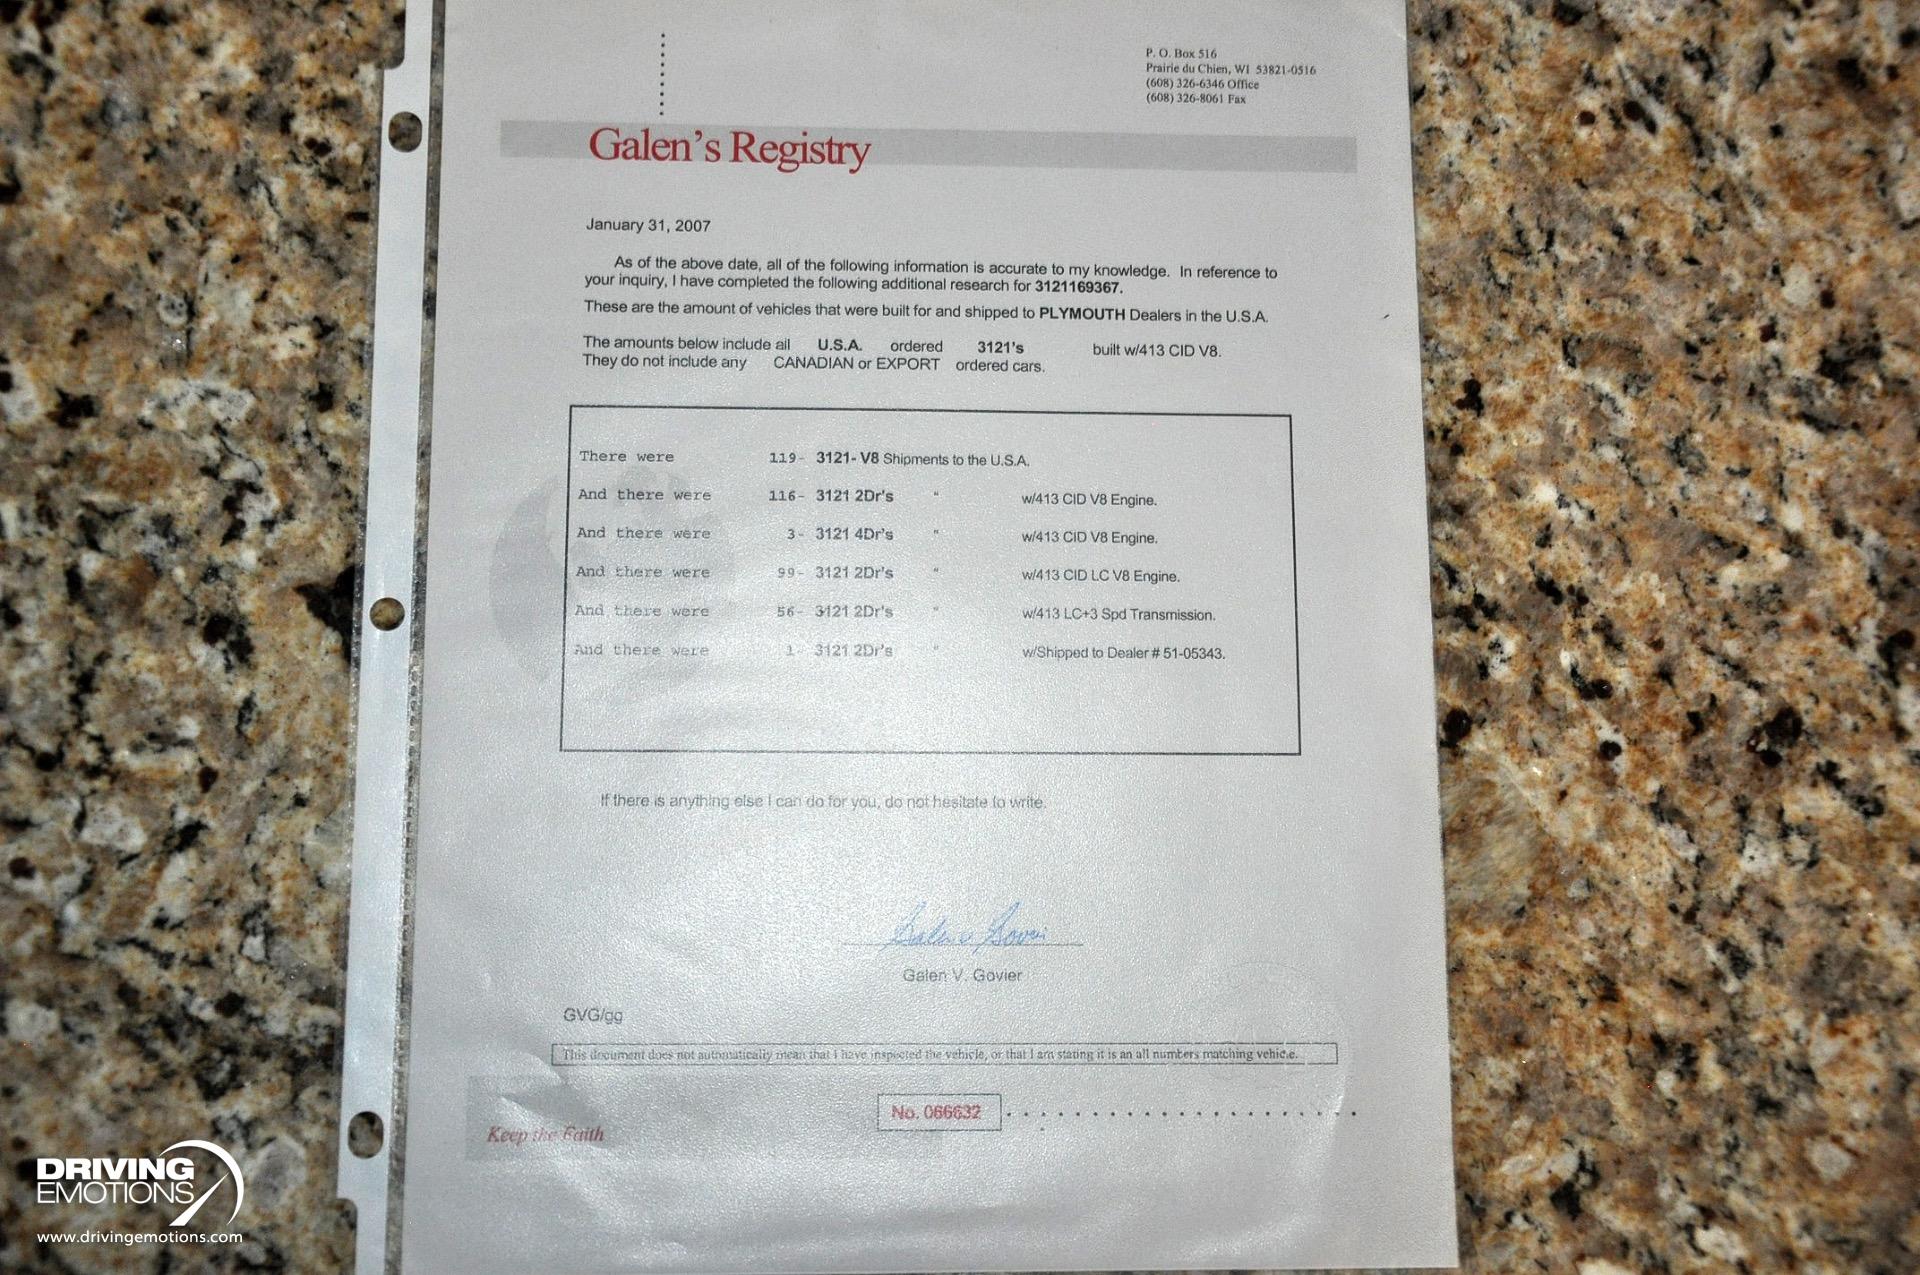 P. O. Box 516
Prairie du Chien, WI 53821-0516
(608) 326-6346 Office
(608) 326-8061 Fax
Galen's Registry
January 31, 2007
As of the above date, all of the following information is accurate to my knowledge. In reference to
your inquiry, I have completed the following additional research for 3121169367.
These are the amount of vehicles that were built for and shipped to PLYMOUTH Dealers in the U.S.A.
The amounts below include all U.S.A. ordered 3121's built w/413 CID V8.
They do not include any CANADIAN or EXPORT ordered cars.
There were 119- 3121- V8 Shipments to the U.S.A.
And there were 116- 3121 2Dr's " w/413 CID V8 Engine.
And there were 3- 3121 4Dr's " w/413 CID V8 Engine.
And there were 99- 3121 2Dr's " w/413 CID LC V8 Engine.
And there were 56- 3121 2Dr's " w/413 LC+3 Spd Transmission.
And there were 1- 3121 2Dr's " w/Shipped to Dealer # 51-05343.
If there is anything else I can do for you, do not hesitate to write.
Galen V. Govier
GVG/gg
This document does not automatically mean that I have inspected the vehicle, or that I am stating it is an all numbers matching vehicle.
No. 066632
Keep the Faith
DRIVING
EMOTIONS
www.drivingemotions.com